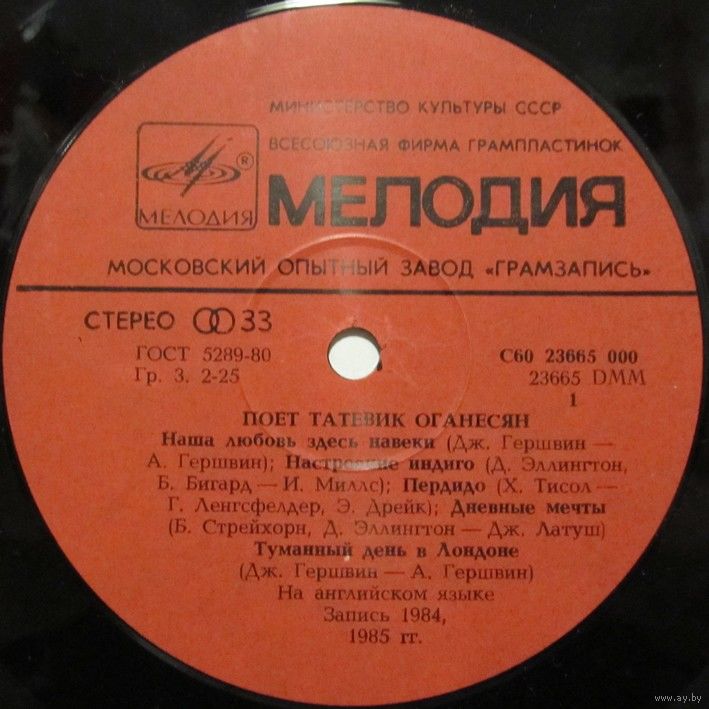 МИНИСТЕРСТВО КУЛЬТУРЫ СССР
ВСЕСОЮЗНАЯ ФИРМА ГРАМПЛАСТИНОК
®
МЕЛОДИЯ
МЕЛОДИЯ
МОСКОВСКИЙ ОПЫТНЫЙ ЗАВОД «ГРАМЗАПИСЬ»
СТЕРЕО 33
ГОСТ 5289-80
Гр. 3. 2-25
С60 23665 000
23665 DMM
1
ПОЕТ ТАТЕВИК ОГАНЕСЯН
Наша любовь здесь навеки (Дж. Гершвин —
А. Гершвин); Настроение индиго (Д. Эллингтон,
Б. Бигард — И. Миллс); Пердидо (Х. Тисол —
Г. Ленгсфелдер, Э. Дрейк); Дневные мечты
(Б. Стрейхорн, Д. Эллингтон — Дж. Латуш)
Туманный день в Лондоне
(Дж. Гершвин — А. Гершвин)
На английском языке
Запись 1984,
1985 гг.
www.ay.by